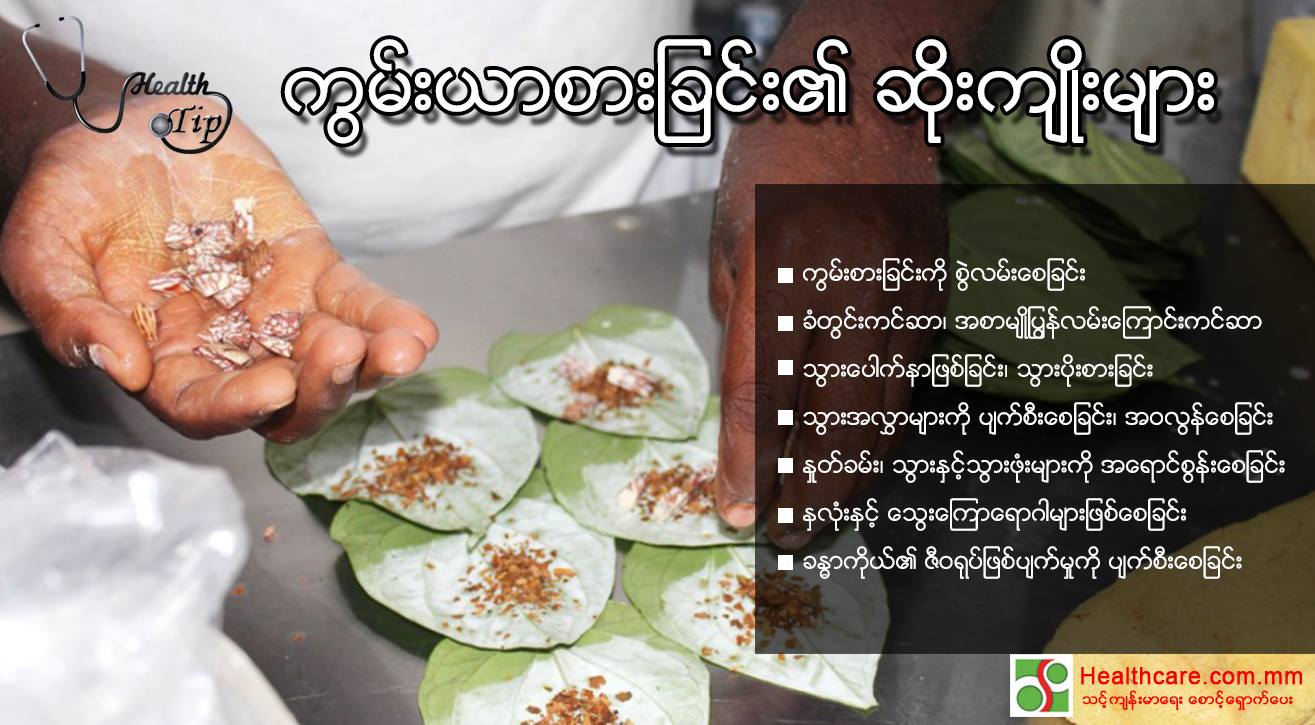 Health
Tip
ကွမ်းယာစားခြင်း၏ ဆိုးကျိုးများ
ကွမ်းစားခြင်းကို စွဲလမ်းစေခြင်း
ခံတွင်းကင်ဆာ၊ အစာမျိုပြွန်လမ်းကြောင်းကင်ဆာ
သွားပေါက်နာဖြစ်ခြင်း၊ သွားပိုးစားခြင်း
သွားအလွှာများကို ပျက်စီးစေခြင်း၊ အဝလွန်စေခြင်း
နှုတ်ခမ်း၊ သွားနှင့်သွားဖုံးများကို အရောင်စွန်းစေခြင်း
နှလုံးနှင့် သွေးကြောရောဂါများဖြစ်စေခြင်း
ခန္ဓာကိုယ်၏ ဇီဝရုပ်ဖြစ်ပျက်မှုကို ပျက်စီးစေခြင်း
Healthcare.com.mm
သင့်ကျန်းမာရေး စောင့်ရှောက်ပေး